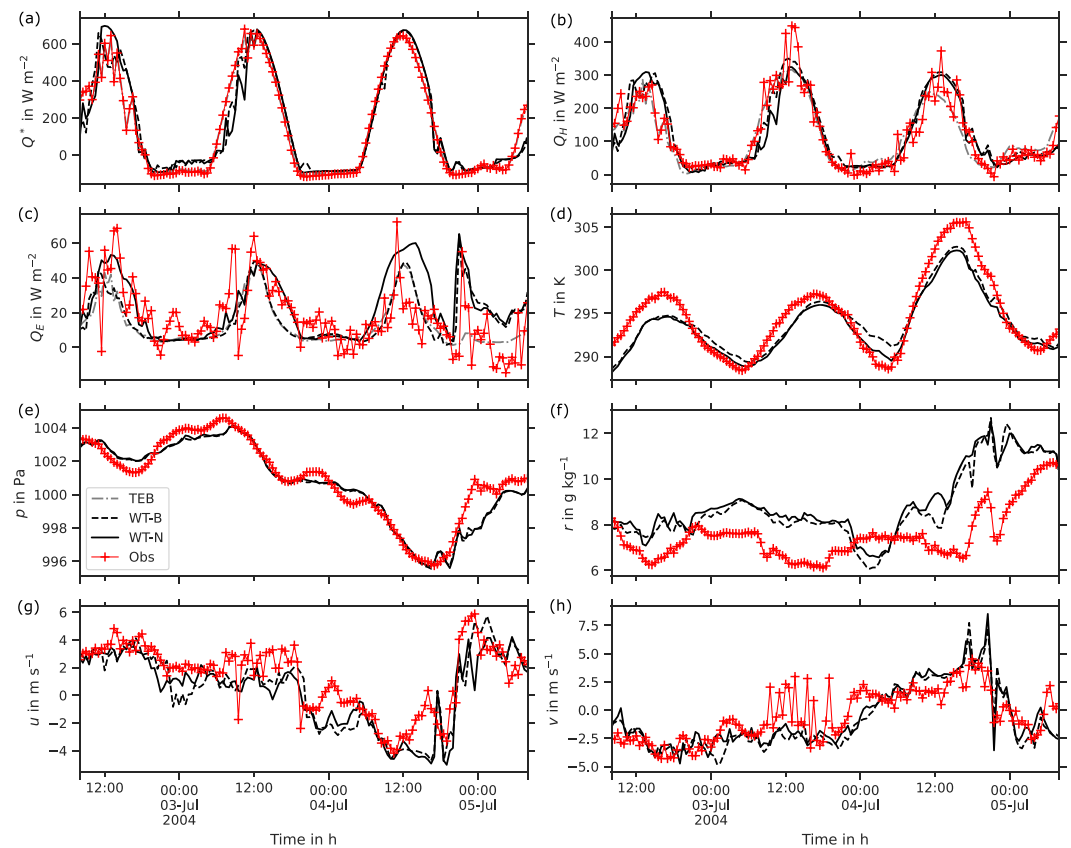 (a)
600
400
200
0
Q* in W m−2
(b)
400
300
200
100
0
QH in W m−2
(c)
60
40
20
0
QE in W m−2
(d)
305
300
295
290
T in K
(e)
1004
1002
1000
998
996
p in Pa
TEB
WT-B
WT-N
Obs
(f)
12
10
8
6
r in g kg−1
(g)
6
4
2
0
−2
−4
u in m s−1
12:00 00:00 12:00 00:00 12:00 00:00
03-Jul 04-Jul 05-Jul
2004
Time in h
(h)
7.5
5.0
2.5
0.0
−2.5
−5.0
v in m s−1
12:00 00:00 12:00 00:00 12:00 00:00
03-Jul 04-Jul 05-Jul
2004
Time in h